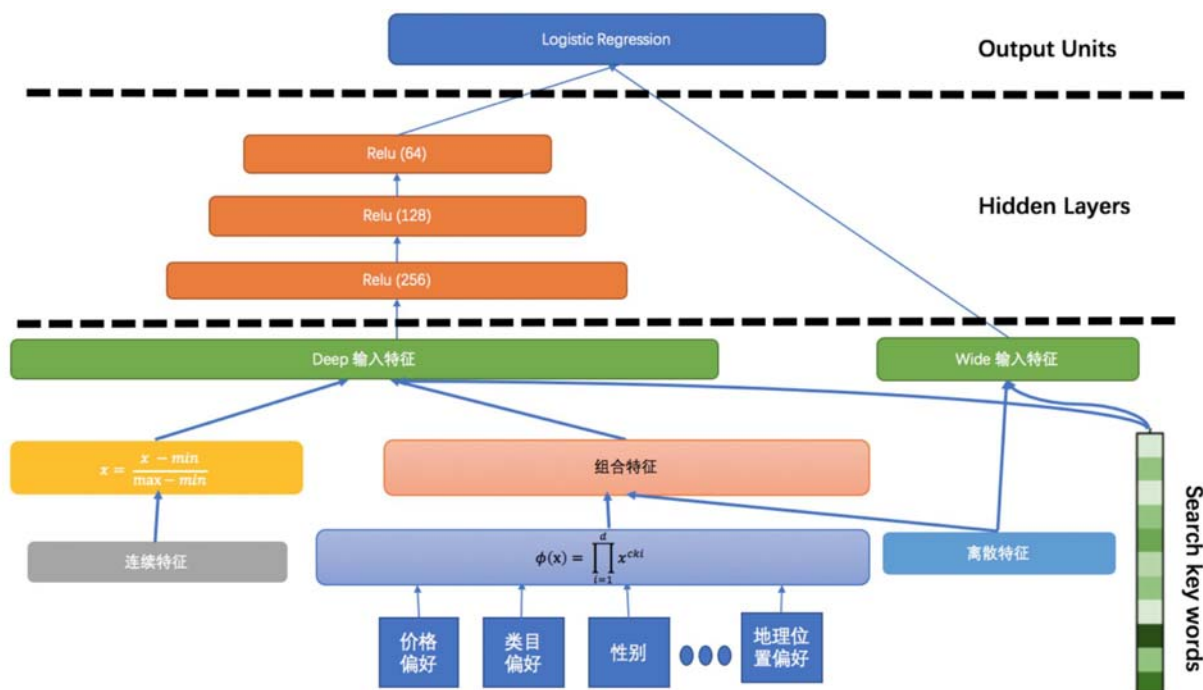 Logistic Regression
Output Units
Relu (64)
Relu (128)
Hidden Layers
Relu (256)
Deep 输入特征
Wide 输入特征
x = x − min / max − min
组合特征
连续特征
ϕ(x) = ∏ i=1 d x^cki
离散特征
Search key words
价格
偏好
类目
偏好
性别
地理位
置偏好